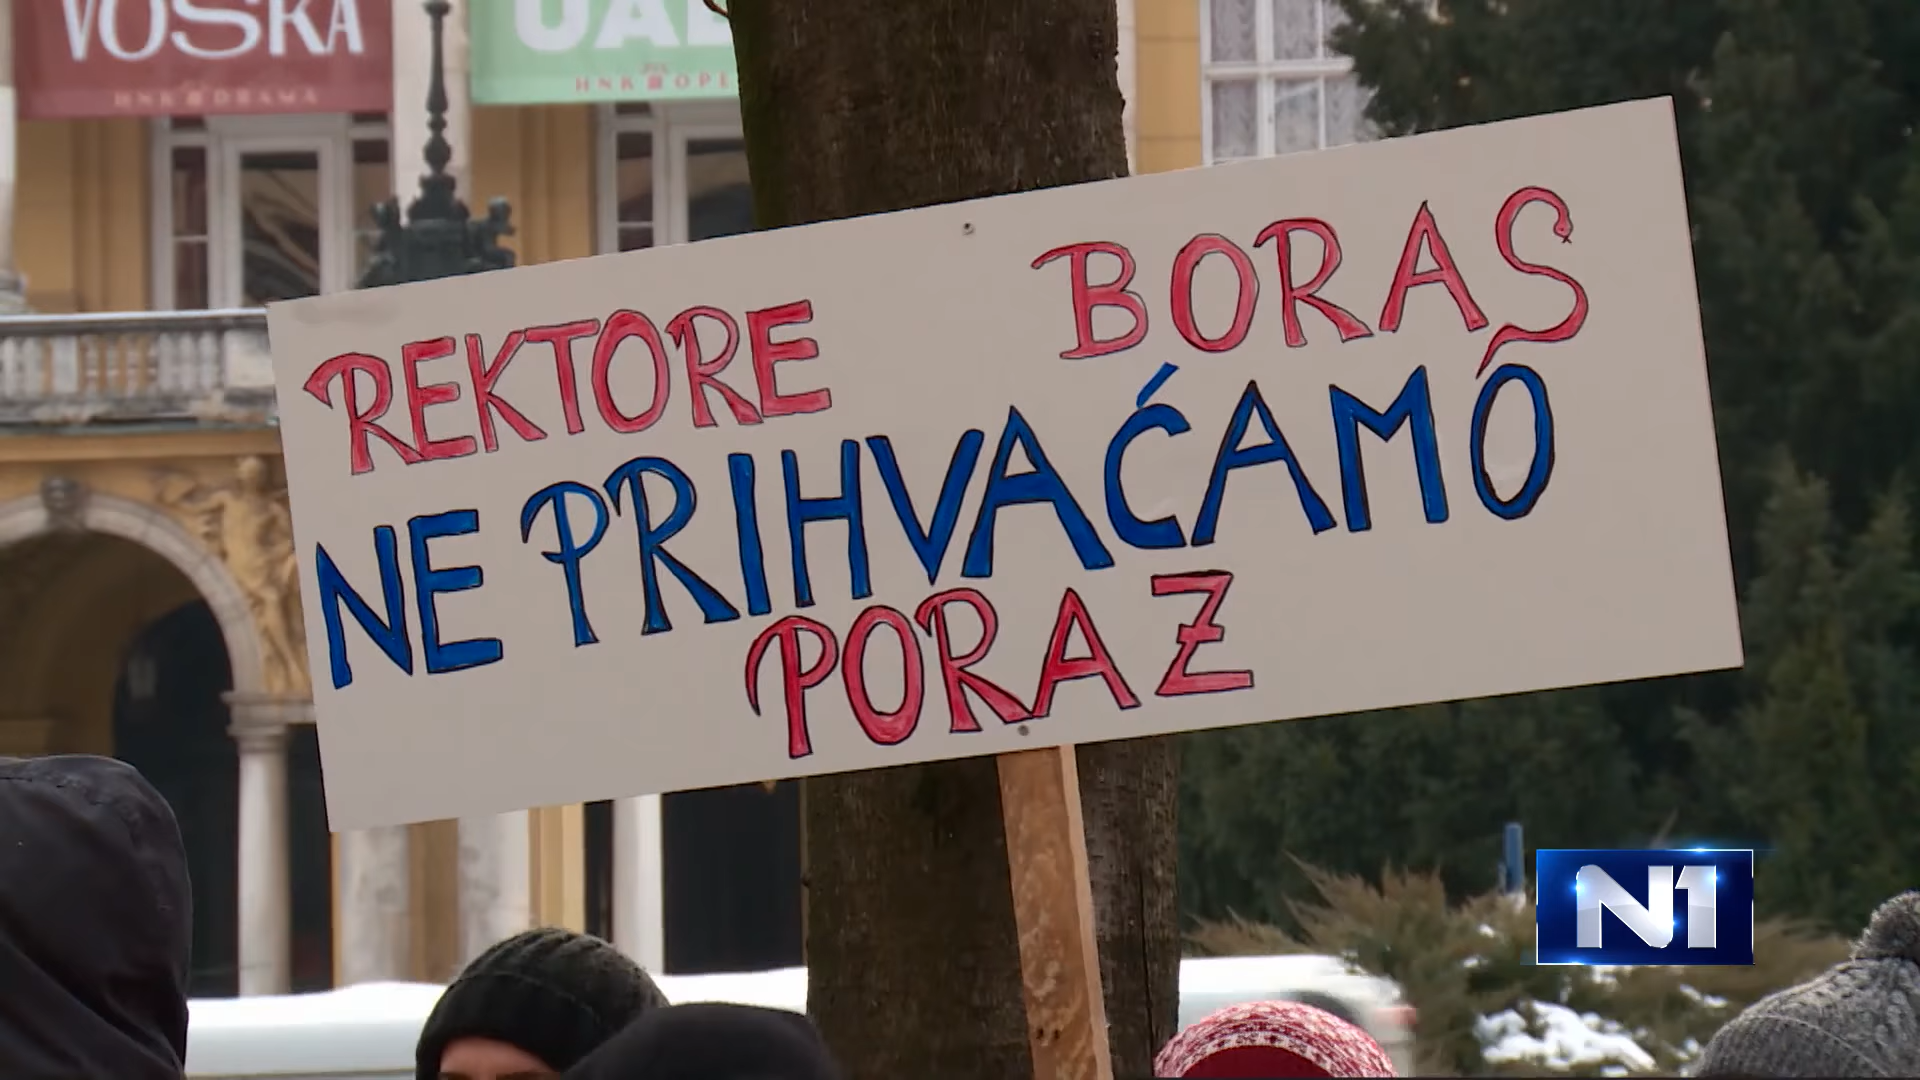 VOSKA
HNK DRAMA
HNK OPE
REKTORE BORAS
NE PRIHVAĆAMO
PORAZ
N1